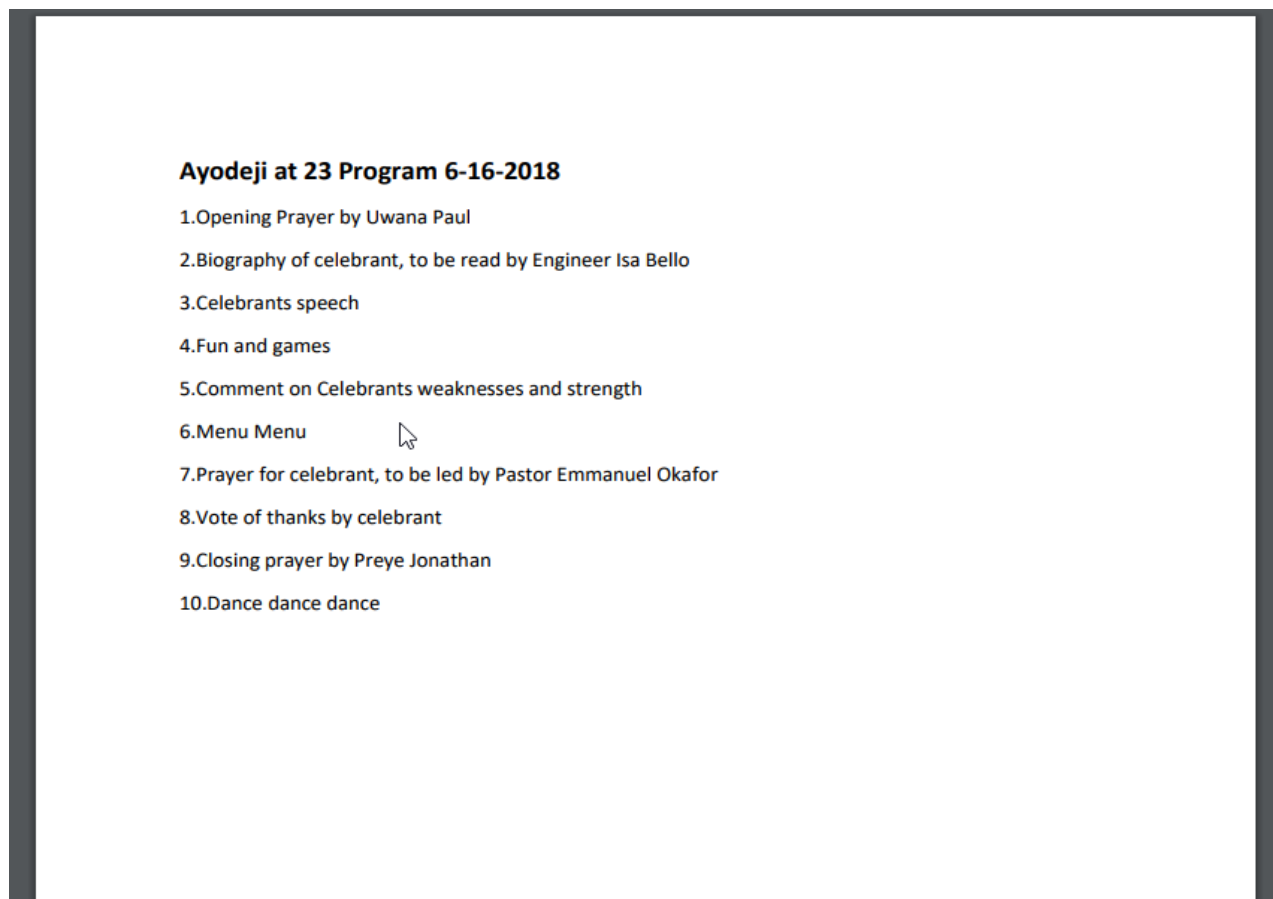 Ayodeji at 23 Program 6-16-2018
1.Opening Prayer by Uwana Paul
2.Biography of celebrant, to be read by Engineer Isa Bello
3.Celebrants speech
4.Fun and games
5.Comment on Celebrants weaknesses and strength
6.Menu Menu
7.Prayer for celebrant, to be led by Pastor Emmanuel Okafor
8.Vote of thanks by celebrant
9.Closing prayer by Preye Jonathan
10.Dance dance dance